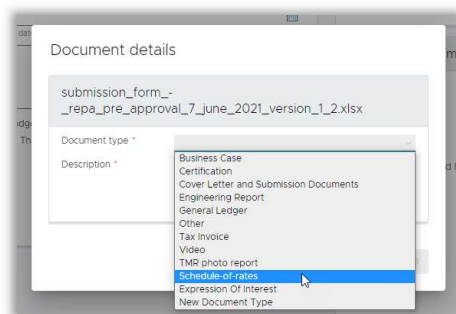 date
Document details
submission_form_-
_repa_pre_approval_7_june_2021_version_1_2.xlsx
Document type *
Description *
Business Case
Certification
Cover Letter and Submission Documents
Engineering Report
General Ledger
Other
Tax Invoice
Video
TMR photo report
Schedule-of-rates
Expression Of Interest
New Document Type